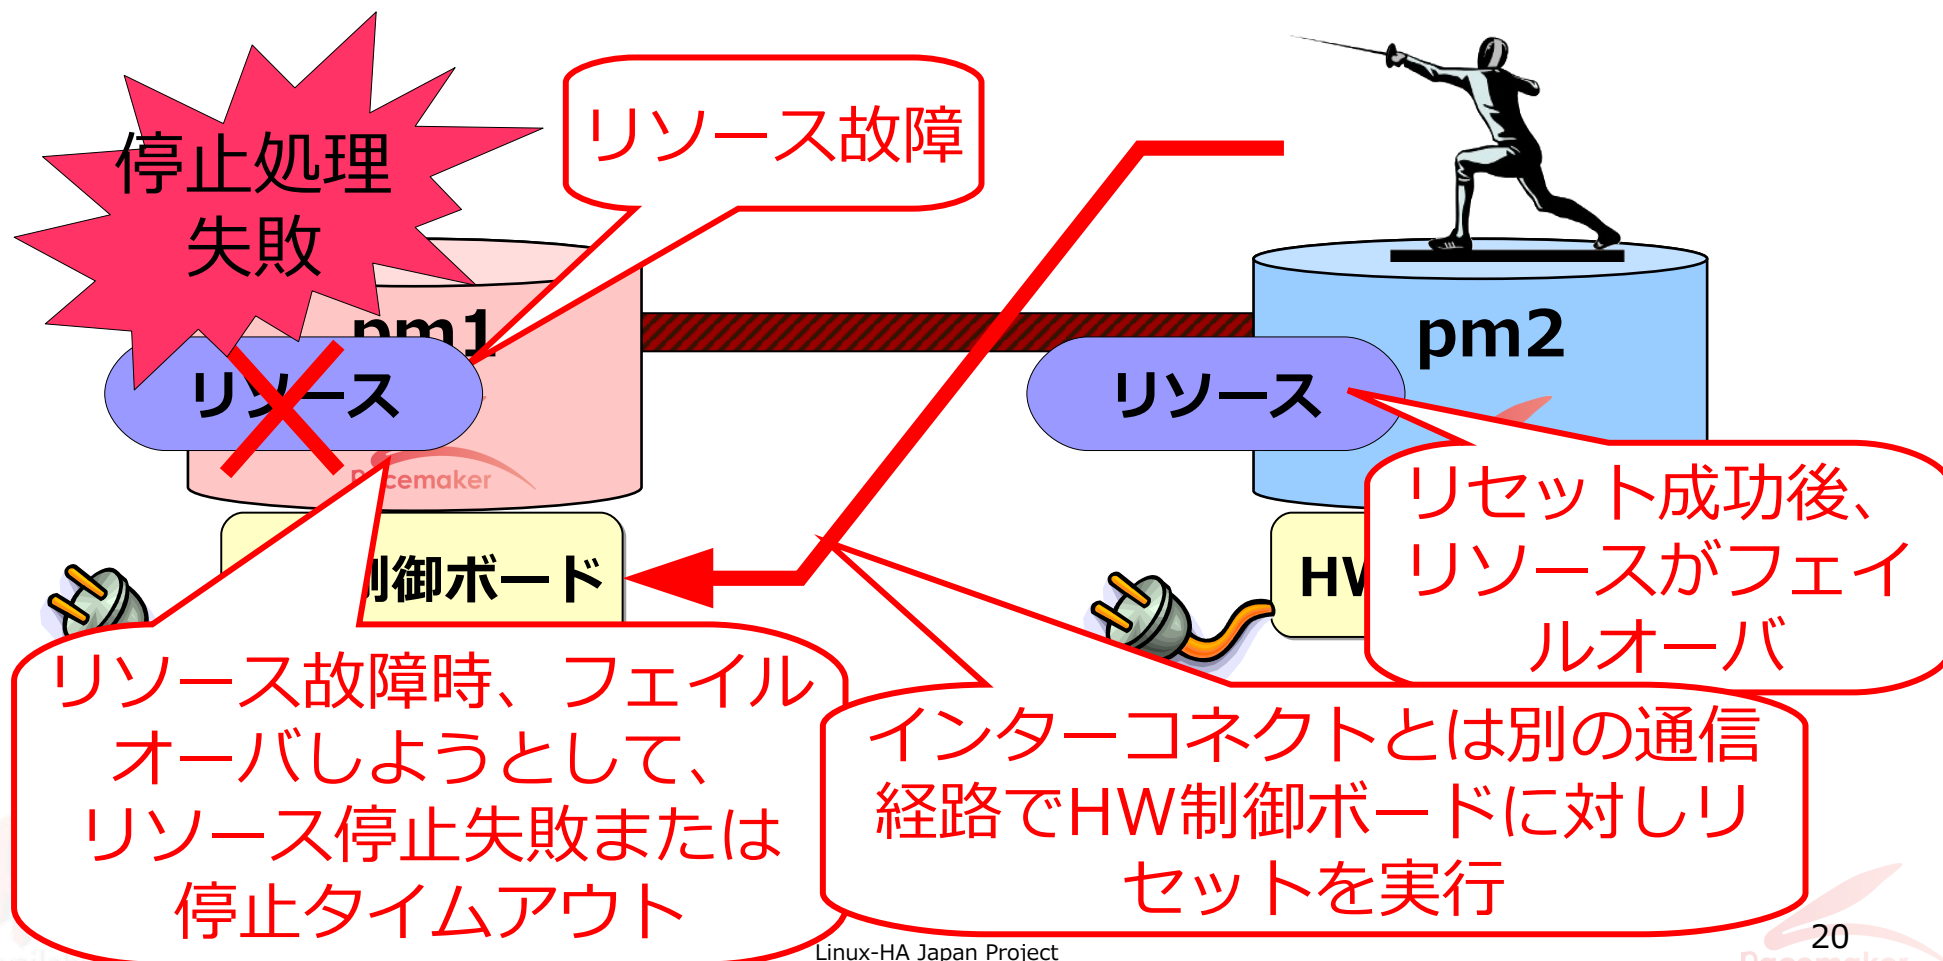 停止処理
失敗
リソース故障
pm1
pm2
リソース
リソース
Pacemaker
リセット成功後、
リソースがフェイ
ルオーバ
制御ボード
HW
リソース故障時、フェイル
オーバしようとして、
リソース停止失敗または
停止タイムアウト
インターコネクトとは別の通信
経路でHW制御ボードに対しリ
セットを実行
Linux-HA Japan Project
20
Pacemaker